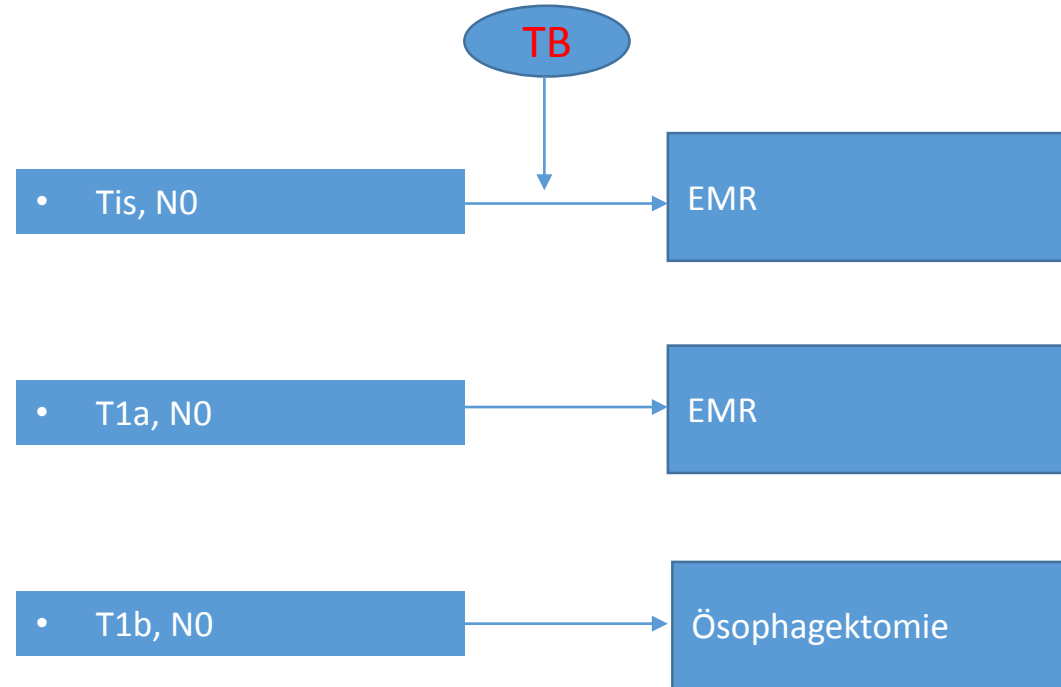 TB
• Tis, N0
EMR
• T1a, N0
EMR
• T1b, N0
Ösophagektomie